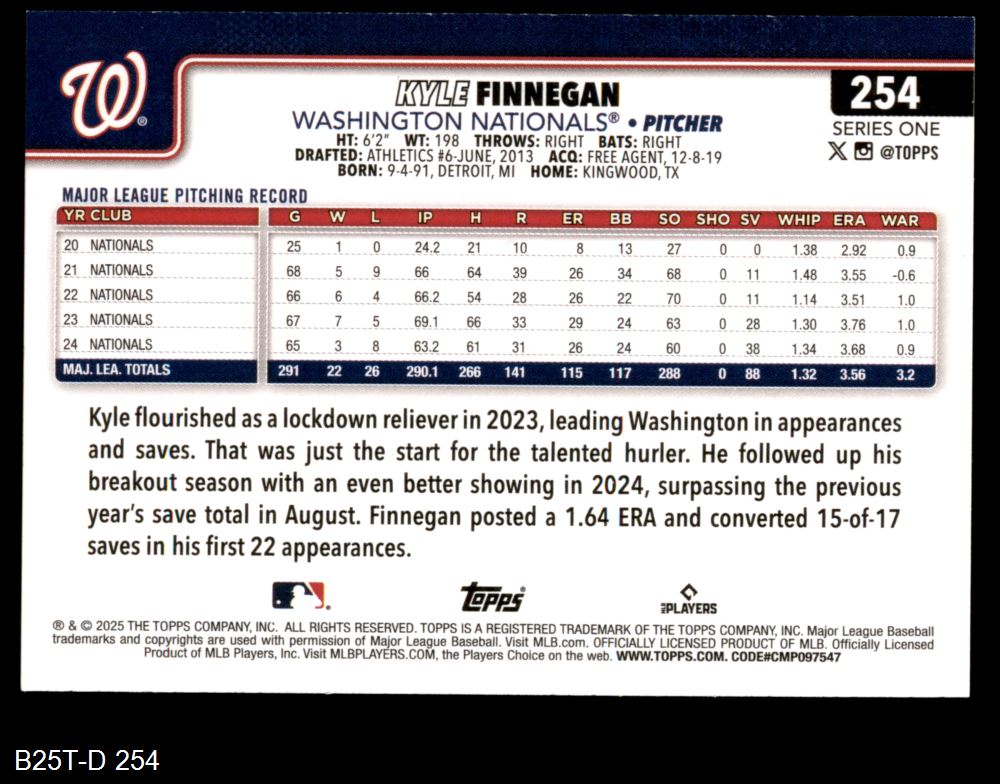 W®
KYLE FINNEGAN
254
WASHINGTON NATIONALS® • PITCHER
SERIES ONE
HT: 6'2" WT: 198 THROWS: RIGHT BATS: RIGHT
@TOPPS
DRAFTED: ATHLETICS #6-JUNE, 2013 ACQ: FREE AGENT, 12-8-19
BORN: 9-4-91, DETROIT, MI HOME: KINGWOOD, TX
MAJOR LEAGUE PITCHING RECORD
YR CLUB G W L IP H R ER BB SO SHO SV WHIP ERA WAR
20 NATIONALS 25 1 0 24.2 21 10 8 13 27 0 0 1.38 2.92 0.9
21 NATIONALS 68 5 9 66 64 39 26 34 68 0 11 1.48 3.55 -0.6
22 NATIONALS 66 6 4 66.2 54 28 26 22 70 0 11 1.14 3.51 1.0
23 NATIONALS 67 7 5 69.1 66 33 29 24 63 0 28 1.30 3.76 1.0
24 NATIONALS 65 3 8 63.2 61 31 26 24 60 0 38 1.34 3.68 0.9
MAJ. LEA. TOTALS 291 22 26 290.1 266 141 115 117 288 0 88 1.32 3.56 3.2
Kyle flourished as a lockdown reliever in 2023, leading Washington in appearances
and saves. That was just the start for the talented hurler. He followed up his
breakout season with an even better showing in 2024, surpassing the previous
year's save total in August. Finnegan posted a 1.64 ERA and converted 15-of-17
saves in his first 22 appearances.
TOPPS®
MLB PLAYERS
® & © 2025 THE TOPPS COMPANY, INC. ALL RIGHTS RESERVED. TOPPS IS A REGISTERED TRADEMARK OF THE TOPPS COMPANY, INC. Major League Baseball
trademarks and copyrights are used with permission of Major League Baseball. Visit MLB.com. OFFICIALLY LICENSED PRODUCT OF MLB. Officially Licensed
Product of MLB Players, Inc. Visit MLBPLAYERS.COM, the Players Choice on the web. WWW.TOPPS.COM. CODE#CMP097547
B25T-D 254